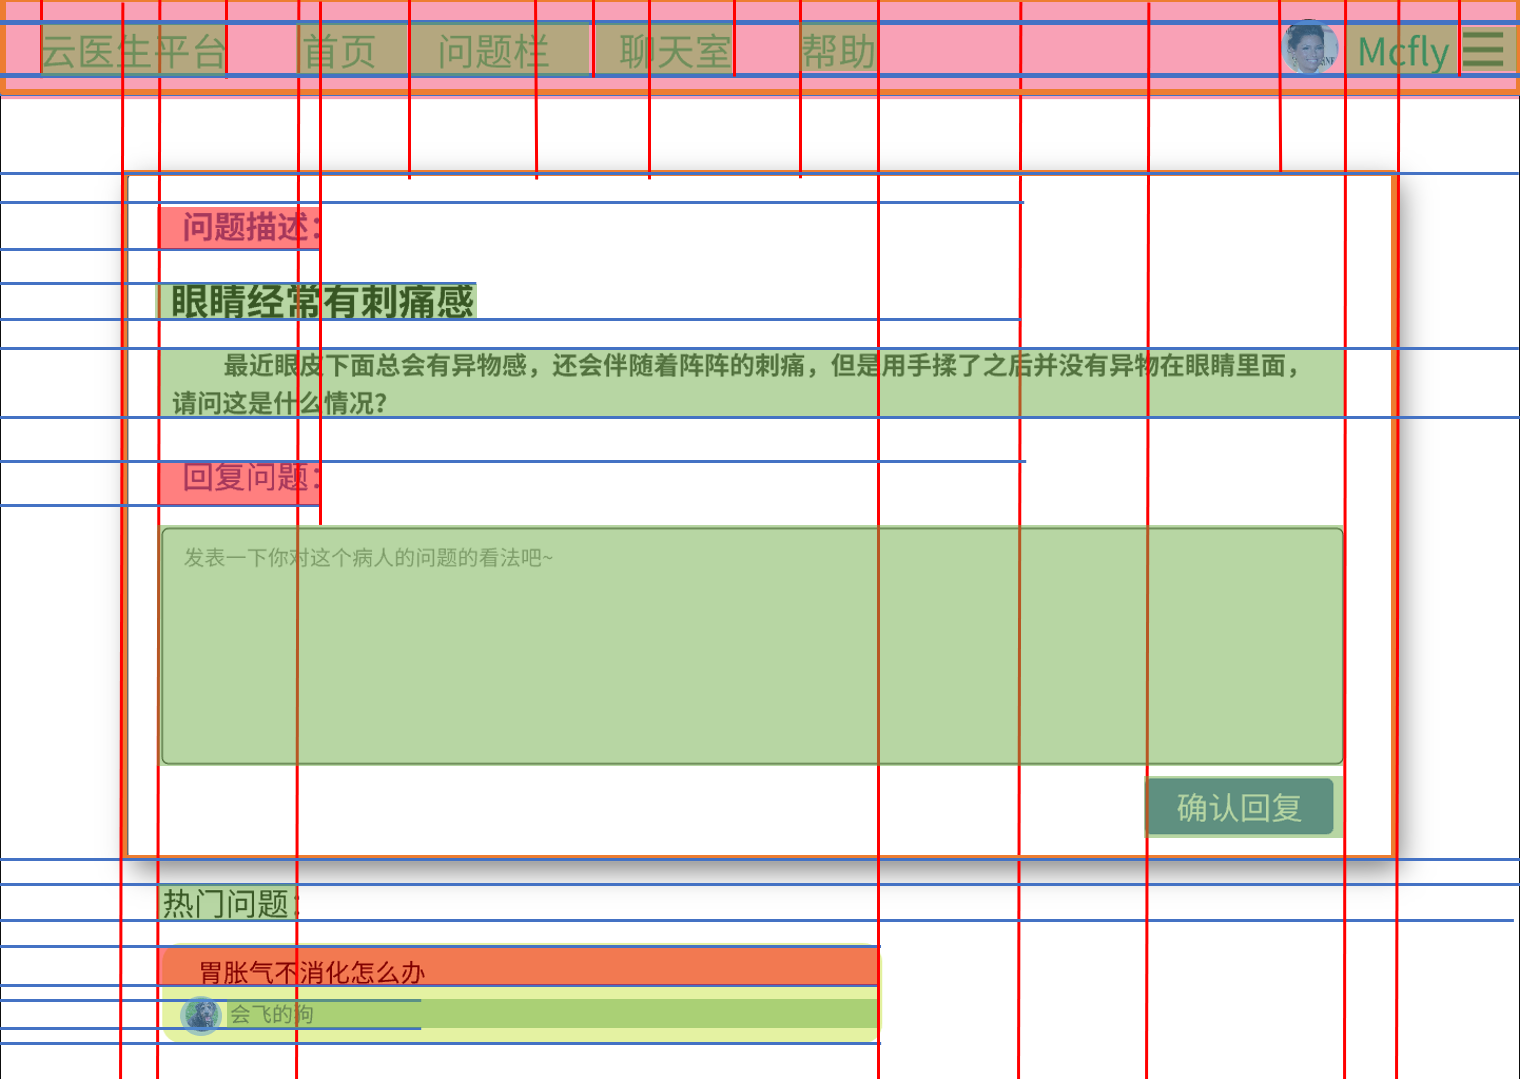 云医生平台 首页 问题栏 聊天室 帮助 Mcfly
问题描述：
眼睛经常有刺痛感
最近眼皮下面总会有异物感，还会伴随着阵阵的刺痛，但是用手揉了之后并没有异物在眼睛里面，
请问这是什么情况？
回复问题：
发表一下你对这个病人的问题的看法吧~
确认回复
热门问题：
胃胀气不消化怎么办
会飞的狗